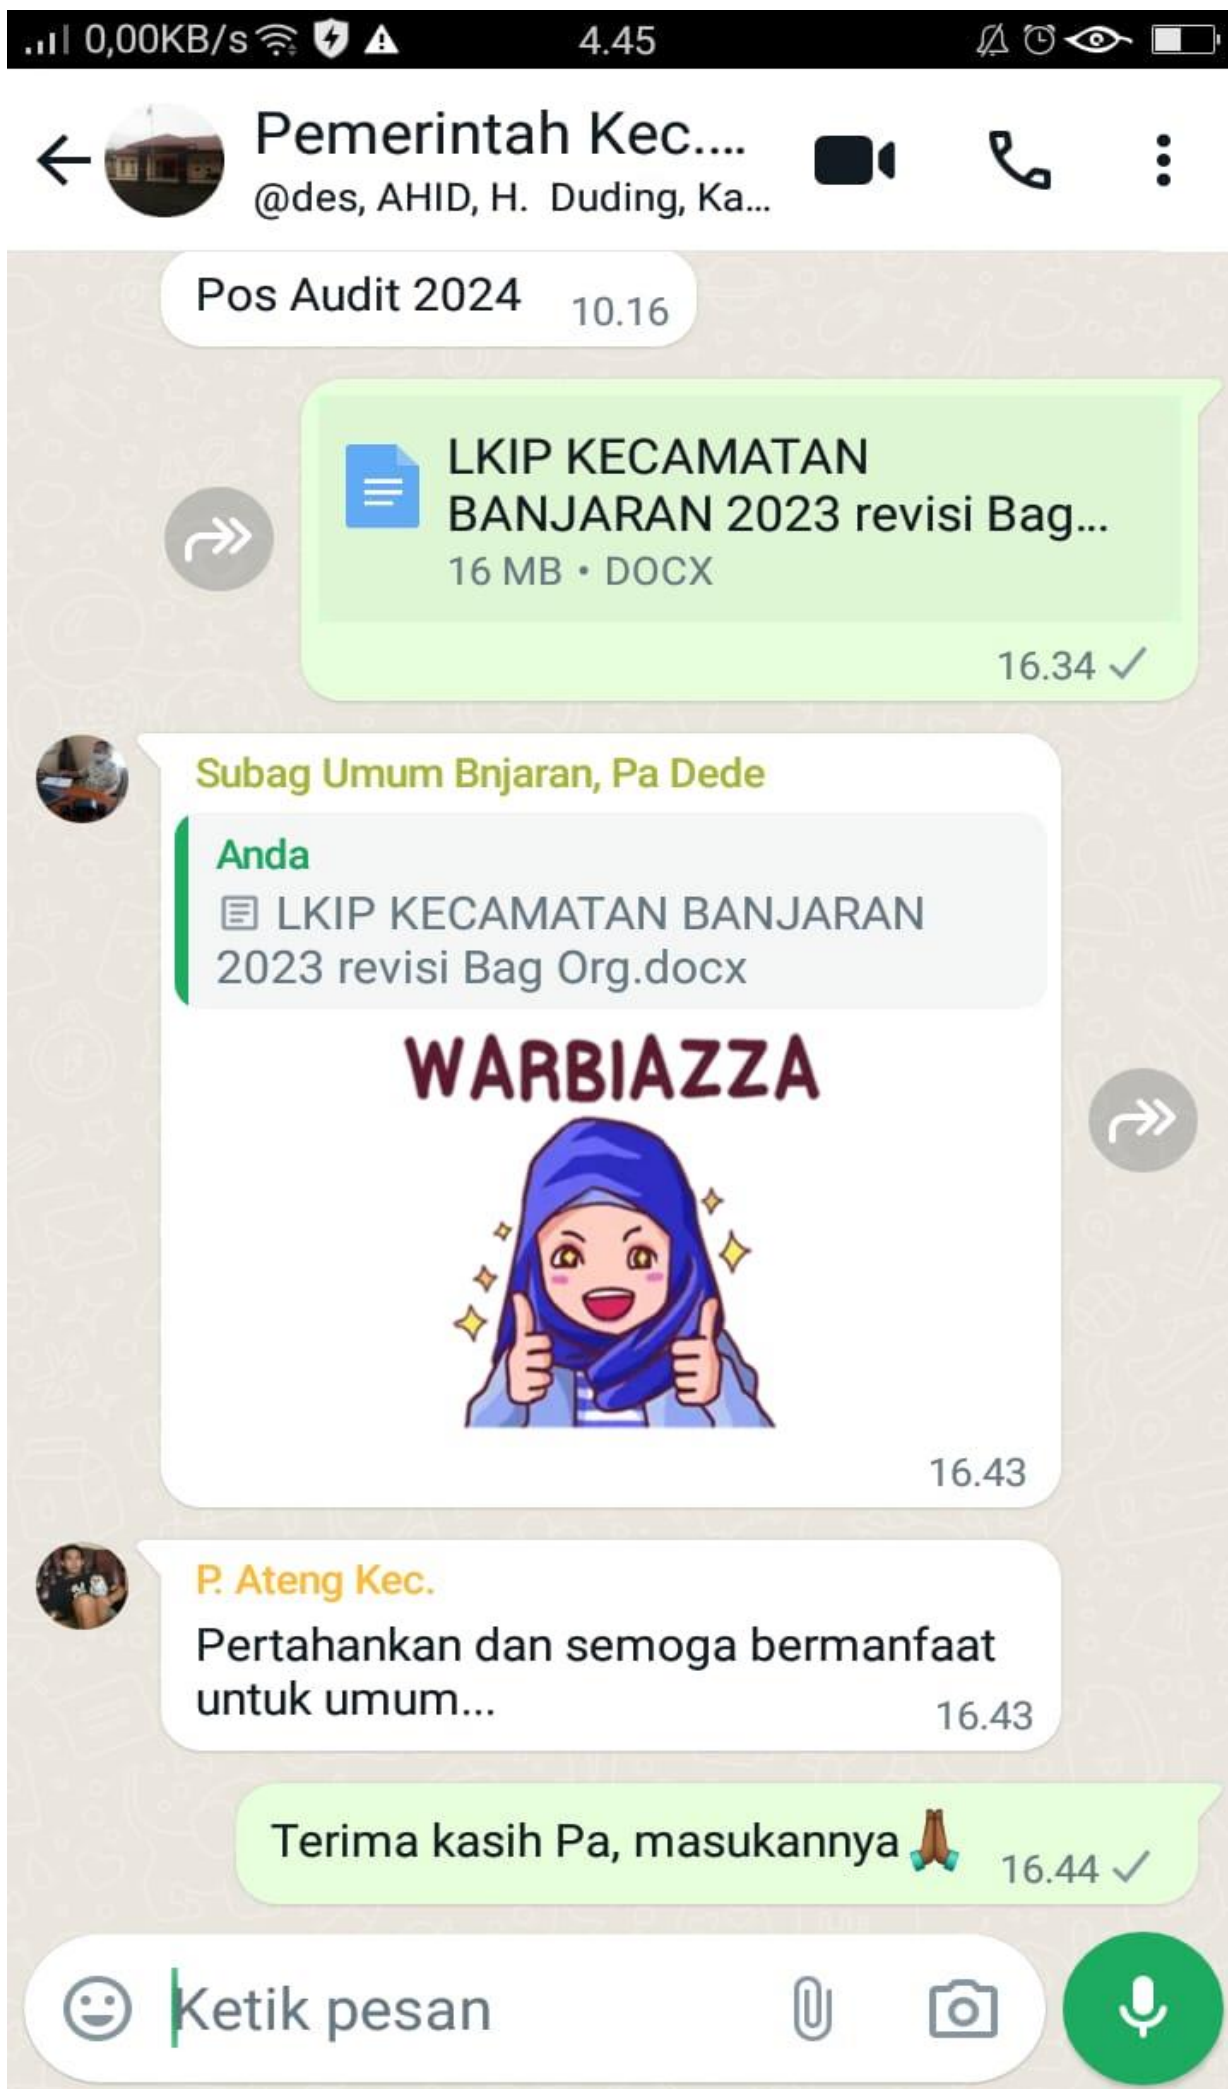 0,00KB/s
4.45
Pemerintah Kec....
@des, AHID, H. Duding, Ka...
Pos Audit 2024
10.16
LKIP KECAMATAN
BANJARAN 2023 revisi Bag...
16 MB • DOCX
16.34
Subag Umum Bnjaran, Pa Dede
Anda
LKIP KECAMATAN BANJARAN
2023 revisi Bag Org.docx
WARBIAZZA
16.43
P. Ateng Kec.
Pertahankan dan semoga bermanfaat
untuk umum...
16.43
Terima kasih Pa, masukannya🙏🏾
16.44
Ketik pesan